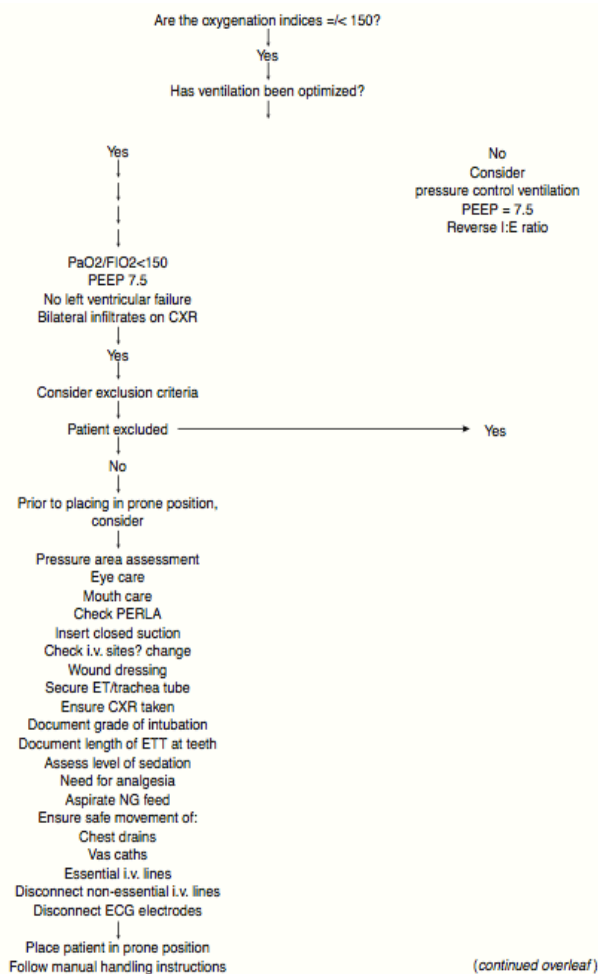 Are the oxygenation indices =/< 150?
Yes
Has ventilation been optimized?
Yes
No
Consider
pressure control ventilation
PEEP = 7.5
Reverse I:E ratio
PaO2/FIO2<150
PEEP 7.5
No left ventricular failure
Bilateral infiltrates on CXR
Yes
Consider exclusion criteria
Patient excluded
Yes
No
Prior to placing in prone position,
consider
Pressure area assessment
Eye care
Mouth care
Check PERLA
Insert closed suction
Check i.v. sites? change
Wound dressing
Secure ET/trachea tube
Ensure CXR taken
Document grade of intubation
Document length of ETT at teeth
Assess level of sedation
Need for analgesia
Aspirate NG feed
Ensure safe movement of:
Chest drains
Vas caths
Essential i.v. lines
Disconnect non-essential i.v. lines
Disconnect ECG electrodes
Place patient in prone position
Follow manual handling instructions
(continued overleaf)